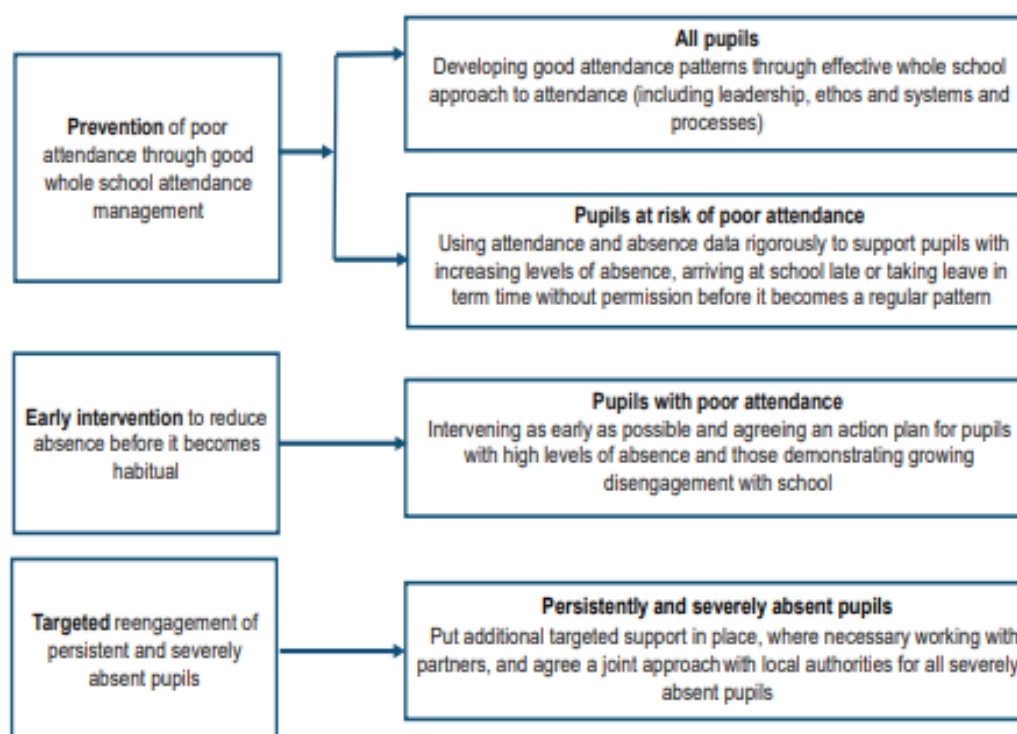 Prevention of poor
attendance through good
whole school attendance
management
All pupils
Developing good attendance patterns through effective whole school
approach to attendance (including leadership, ethos and systems and
processes)
Pupils at risk of poor attendance
Using attendance and absence data rigorously to support pupils with
increasing levels of absence, arriving at school late or taking leave in
term time without permission before it becomes a regular pattern
Early intervention to reduce
absence before it becomes
habitual
Pupils with poor attendance
Intervening as early as possible and agreeing an action plan for pupils
with high levels of absence and those demonstrating growing
disengagement with school
Targeted reengagement of
persistent and severely
absent pupils
Persistently and severely absent pupils
Put additional targeted support in place, where necessary working with
partners, and agree a joint approach with local authorities for all severely
absent pupils